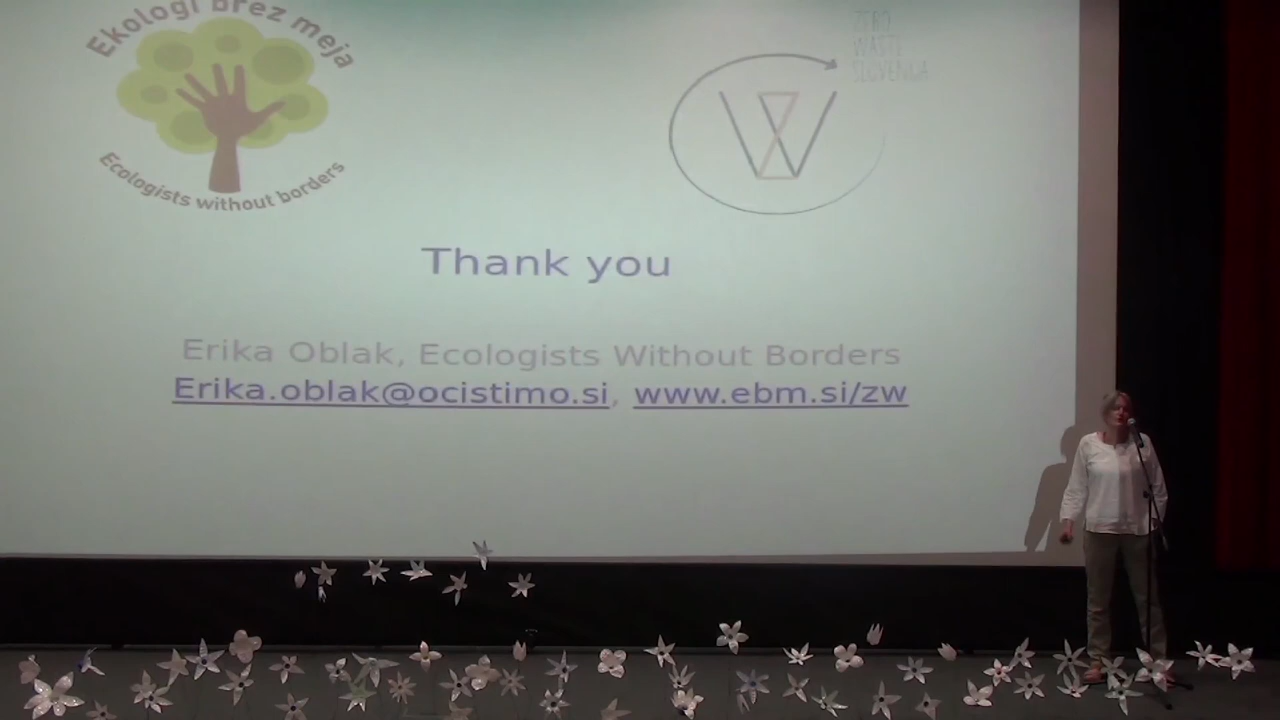 Ekologi brez meja
Ecologists without borders
ZERO
WASTE
SLOVENIA
Thank you
Erika Oblak, Ecologists Without Borders
Erika.oblak@ocistimo.si, www.ebm.si/zw